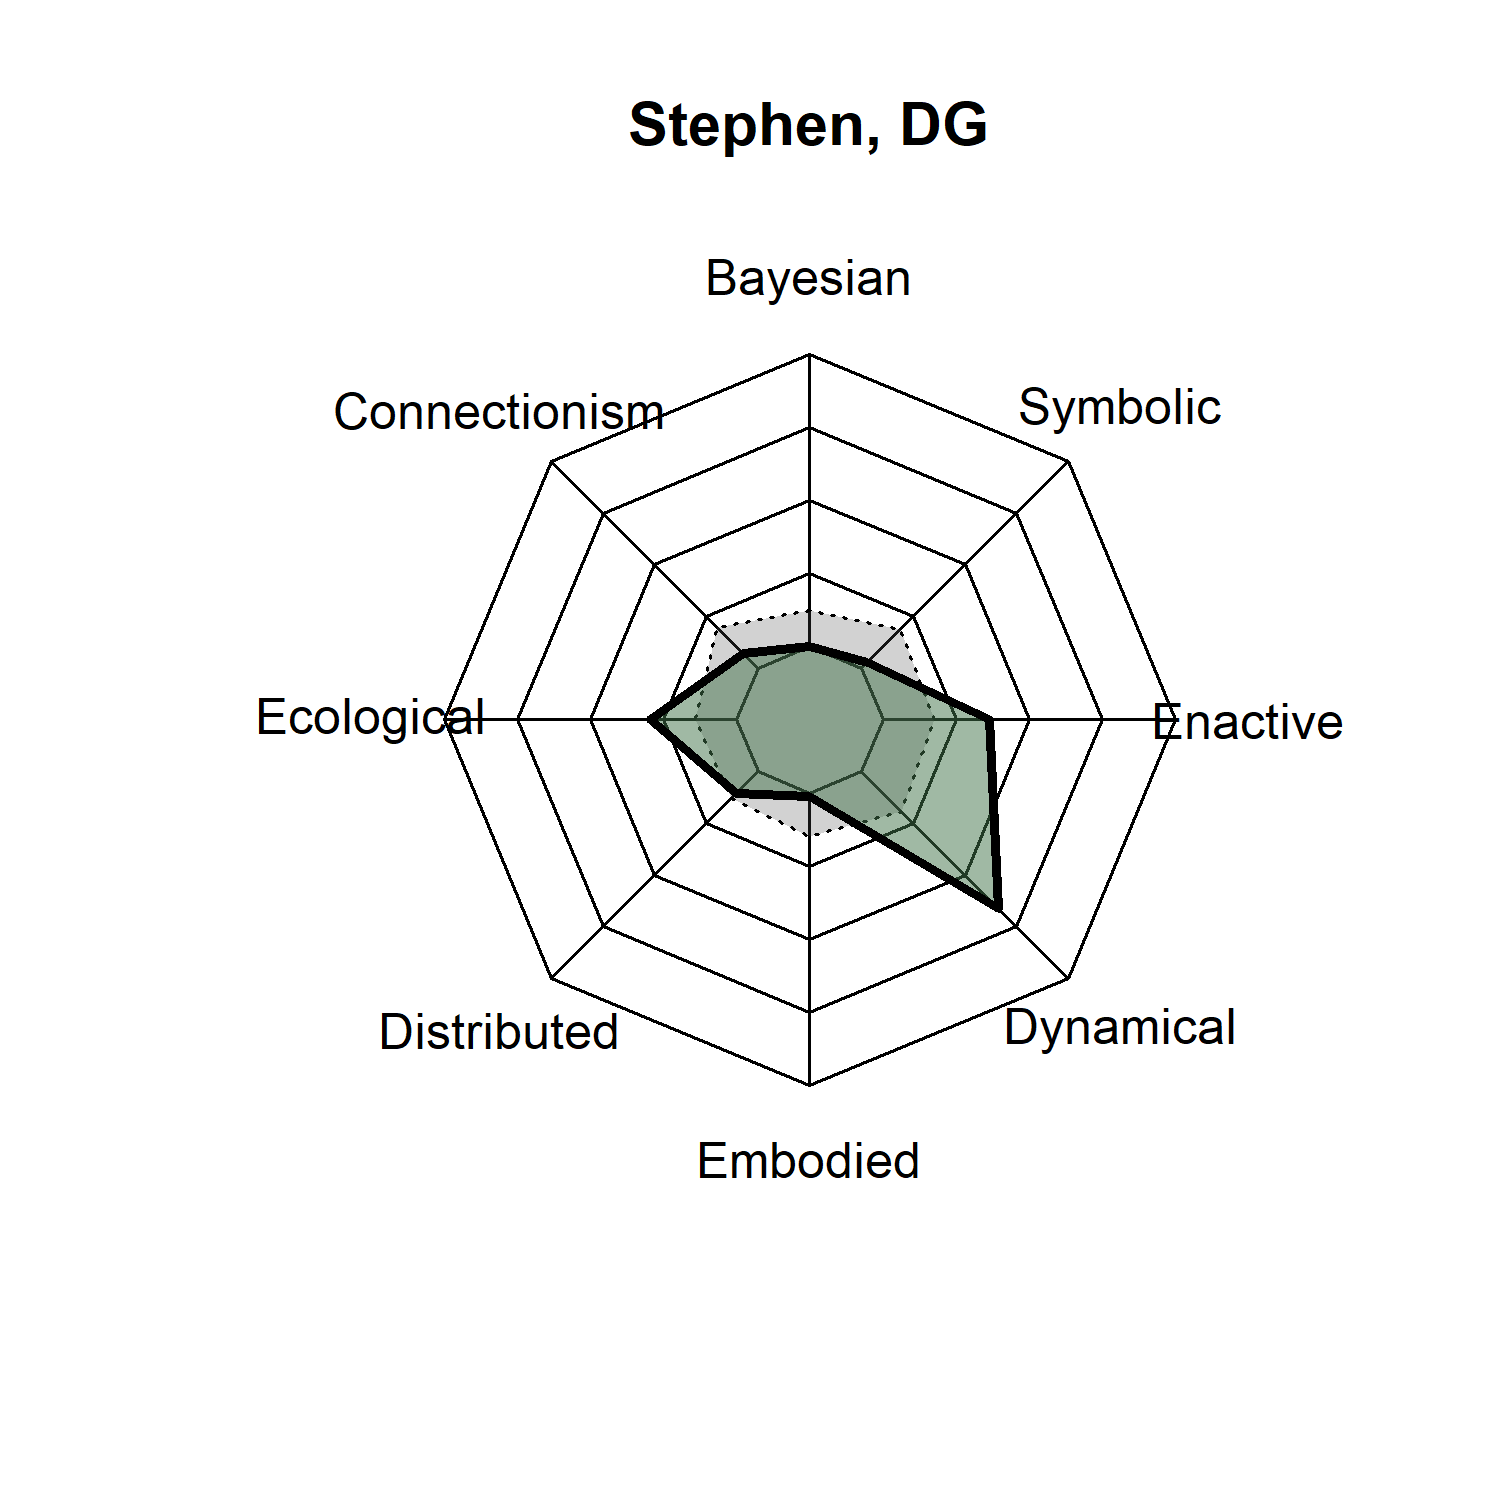 Stephen, DG
Bayesian
Connectionism
Symbolic
Ecological
Enactive
Distributed
Dynamical
Embodied